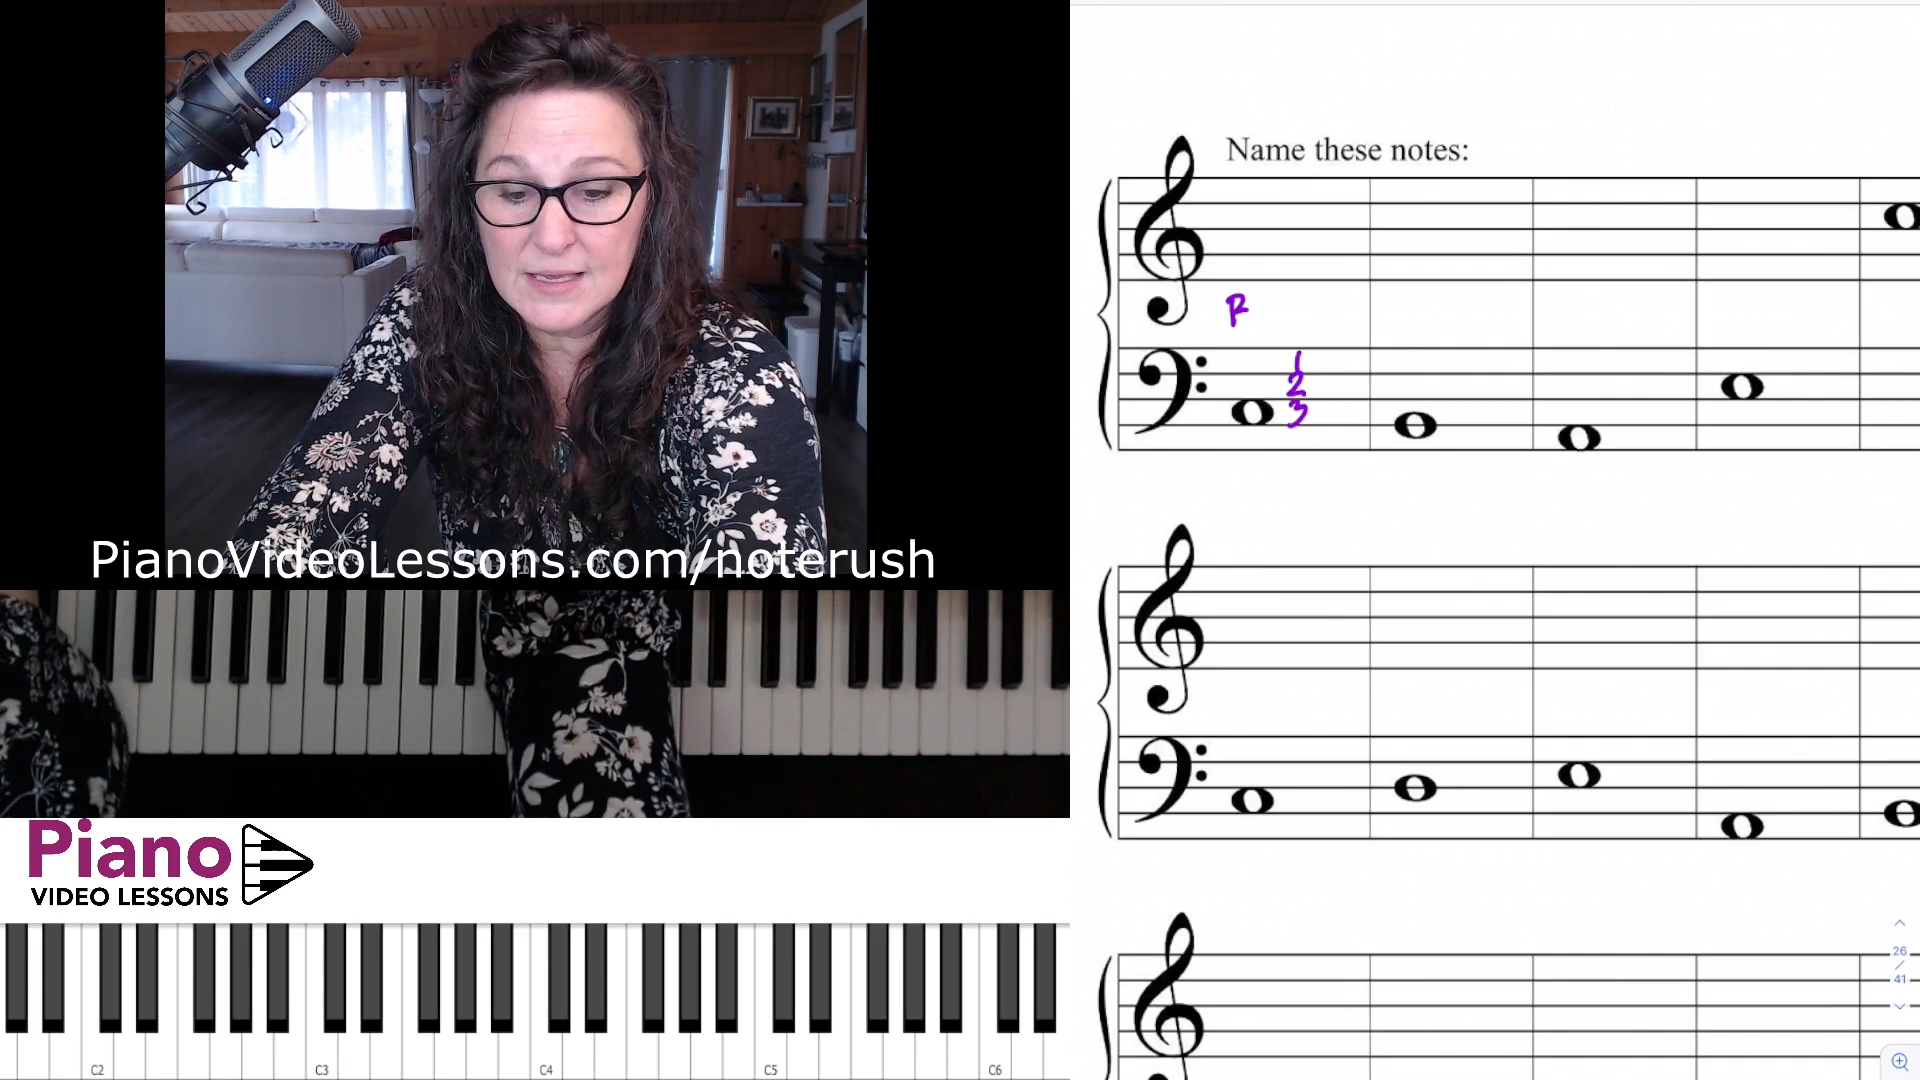 Name these notes:
R
1
2
3
PianoVideoLessons.com/noterush
Piano
VIDEO LESSONS
C2 C3 C4 C5 C6
26
/
41